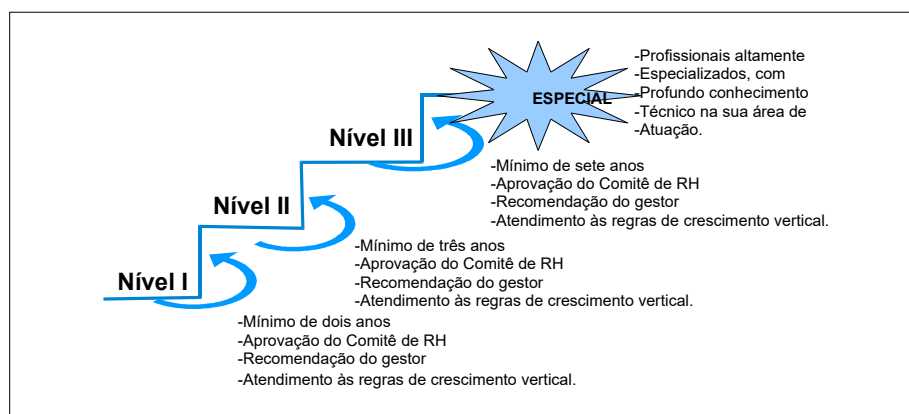 -Profissionais altamente
-Especializados, com
-Profundo conhecimento
-Técnico na sua área de
-Atuação.
ESPECIAL
Nível III
-Mínimo de sete anos
-Aprovação do Comitê de RH
-Recomendação do gestor
-Atendimento às regras de crescimento vertical.
Nível II
-Mínimo de três anos
-Aprovação do Comitê de RH
-Recomendação do gestor
-Atendimento às regras de crescimento vertical.
Nível I
-Mínimo de dois anos
-Aprovação do Comitê de RH
-Recomendação do gestor
-Atendimento às regras de crescimento vertical.